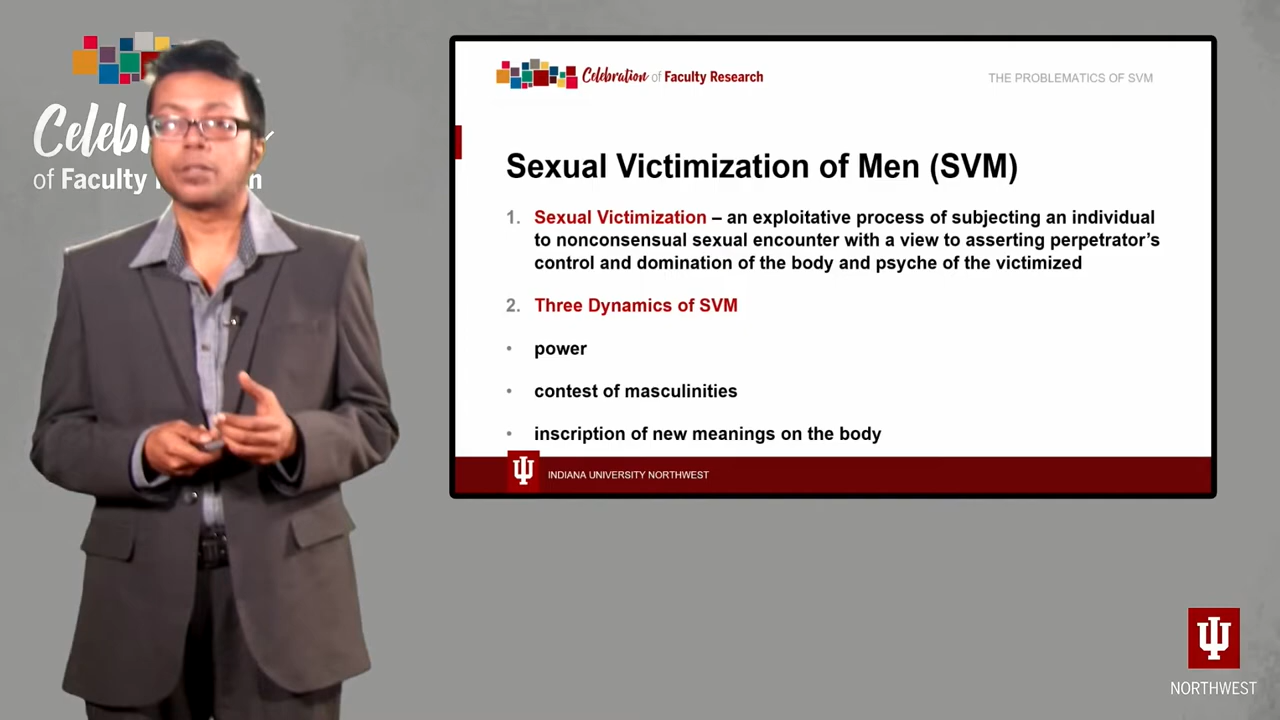 Celebr
of Faculty R n
Celebration of Faculty Research
THE PROBLEMATICS OF SVM
Sexual Victimization of Men (SVM)
1. Sexual Victimization – an exploitative process of subjecting an individual
to nonconsensual sexual encounter with a view to asserting perpetrator’s
control and domination of the body and psyche of the victimized
2. Three Dynamics of SVM
• power
• contest of masculinities
• inscription of new meanings on the body
INDIANA UNIVERSITY NORTHWEST
NORTHWEST